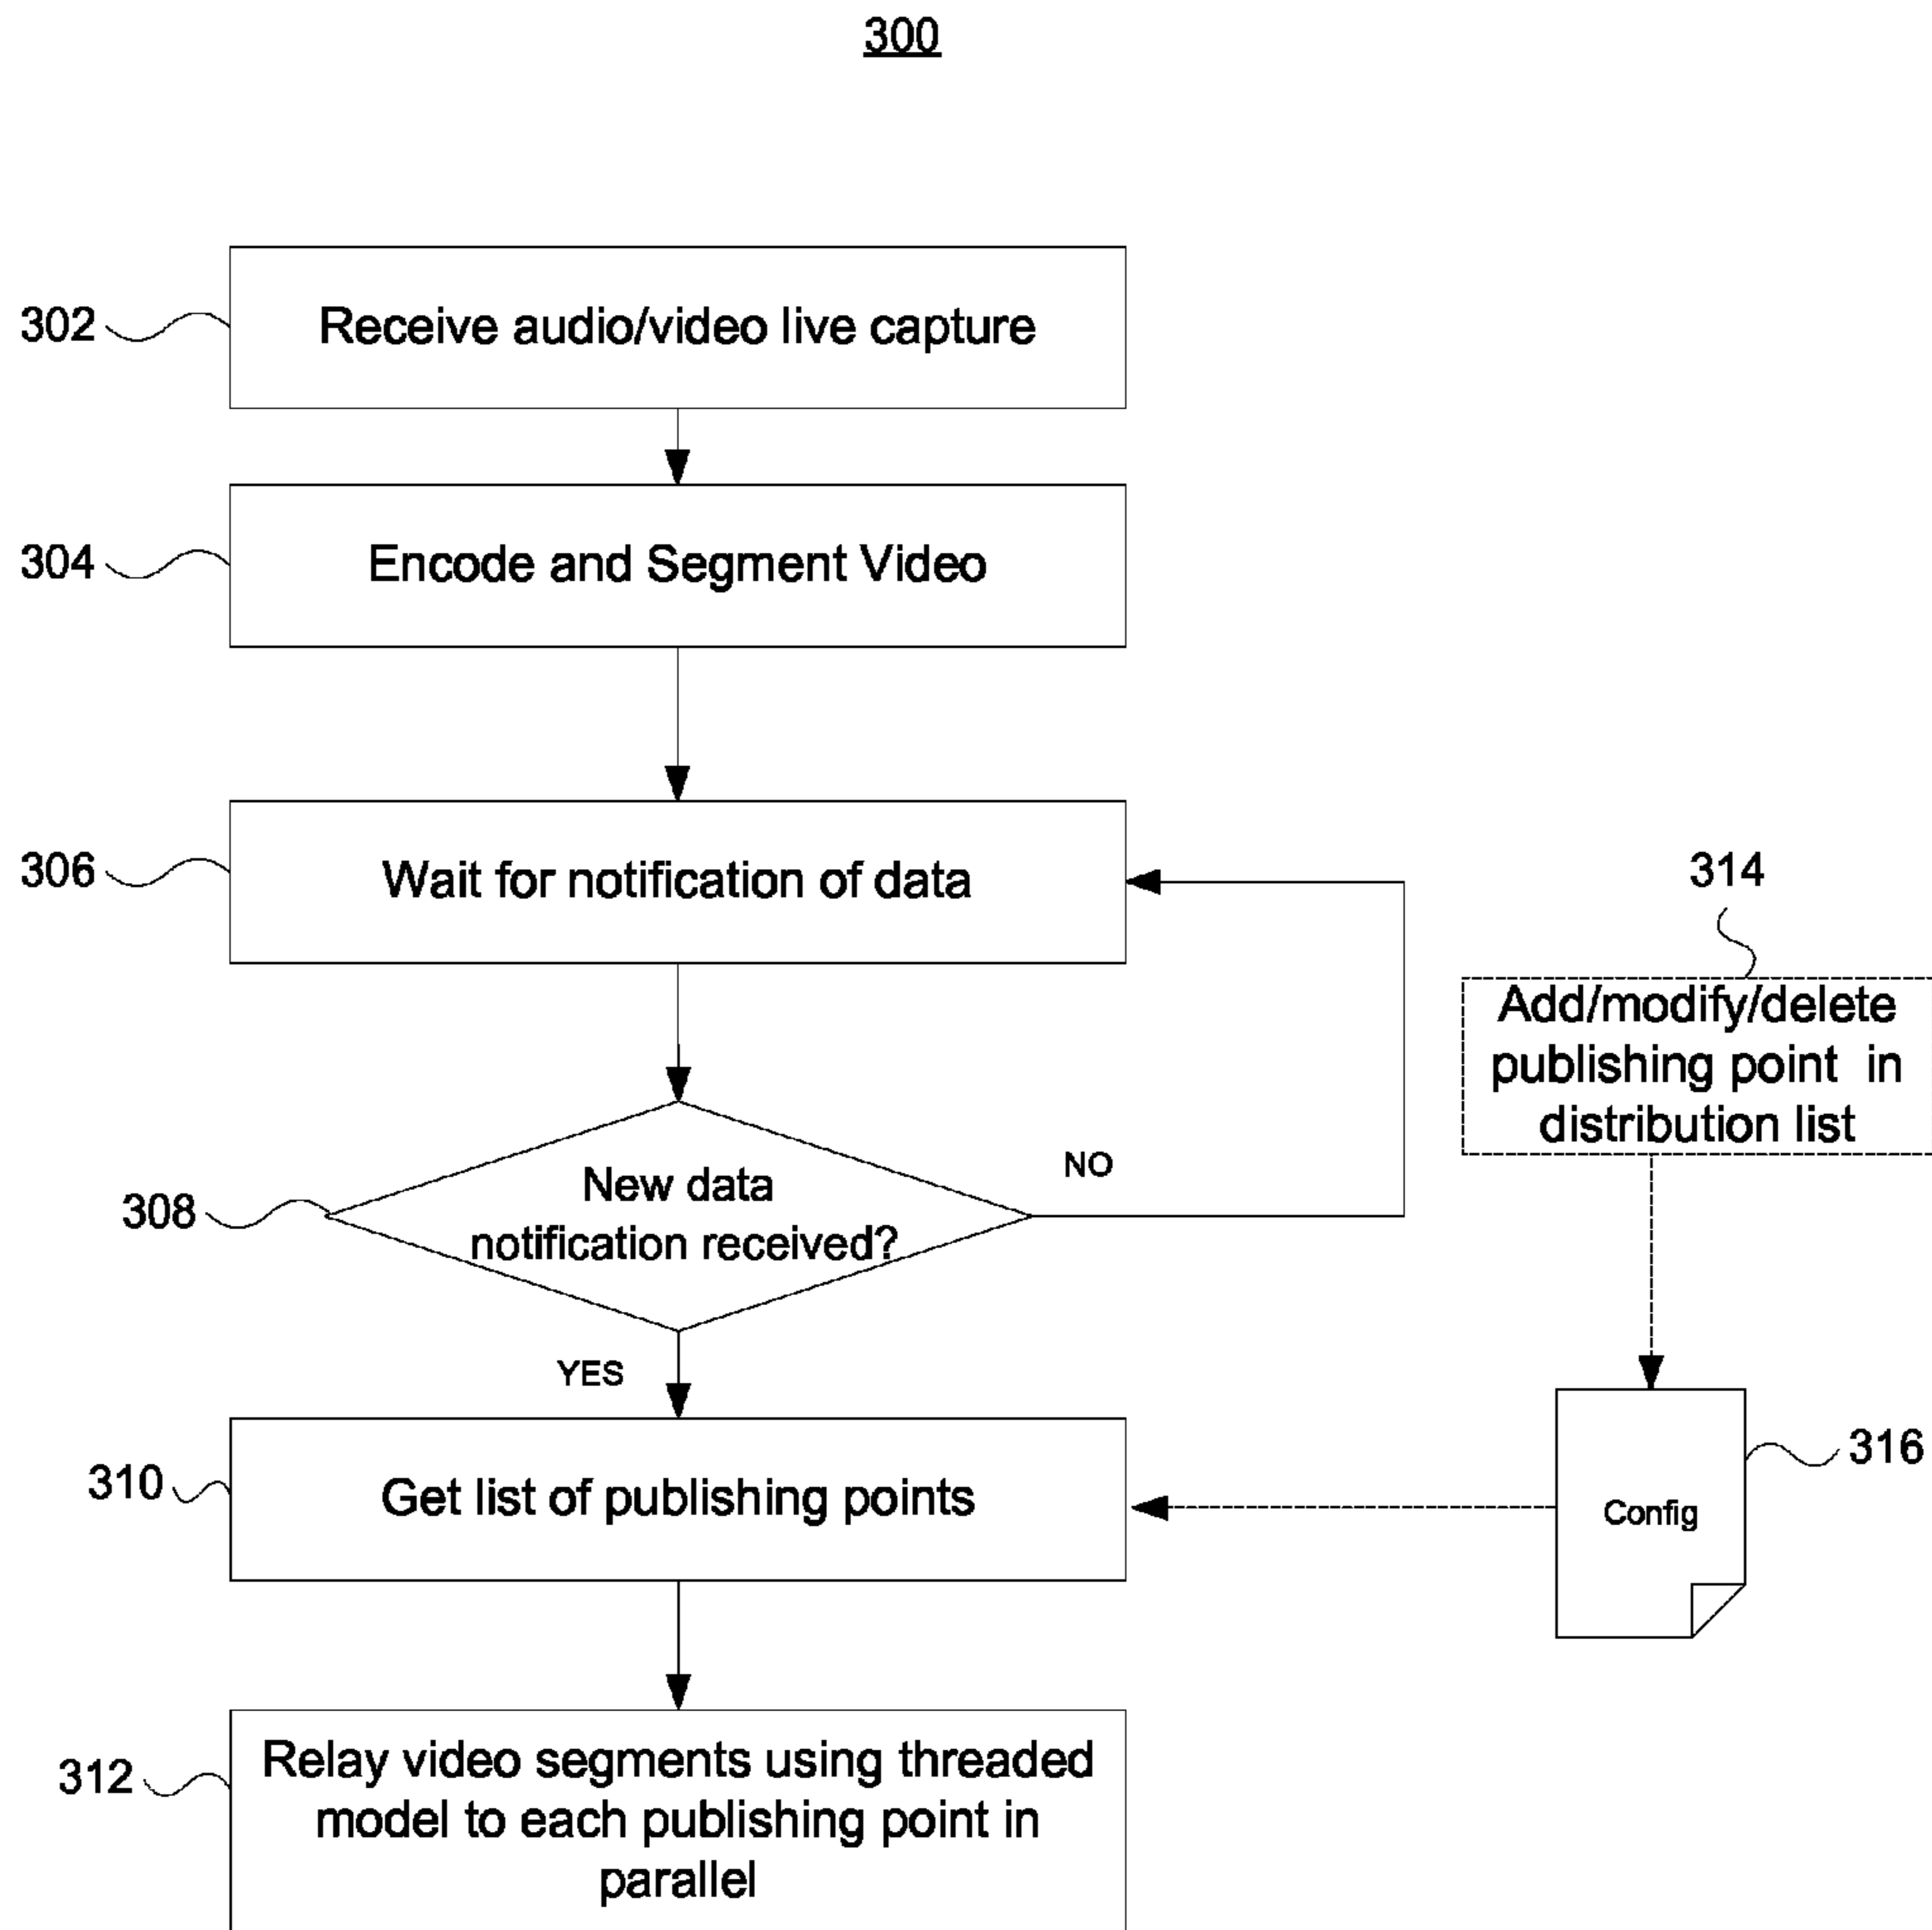 300
302
Receive audio/video live capture
304
Encode and Segment Video
306
Wait for notification of data
314
Add/modify/delete
publishing point in
distribution list
308
New data
notification received?
NO
YES
310
Get list of publishing points
Config
316
312
Relay video segments using threaded
model to each publishing point in
parallel